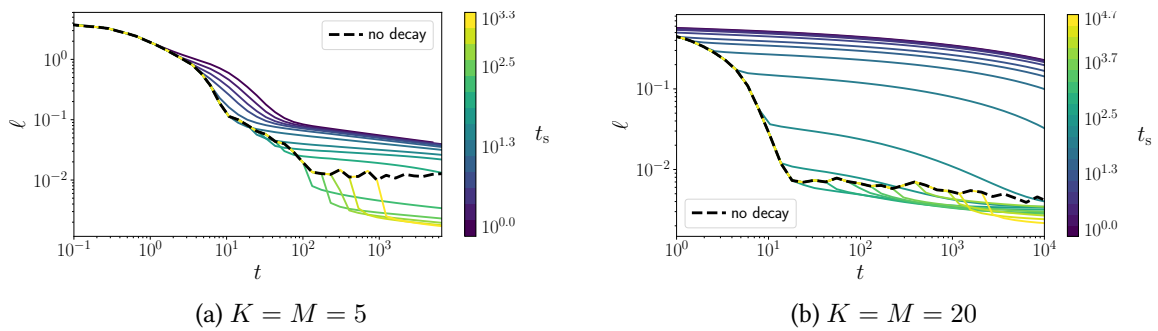 10^0
10^{-1}
10^{-2}
ℓ
10^{-1} 10^0 10^1 10^2 10^3
t
no decay
10^{3.3}
10^{2.5}
10^{1.3}
10^{0.0}
t_s
(a) K = M = 5
10^{-1}
10^{-2}
ℓ
10^0 10^1 10^2 10^3 10^4
t
no decay
10^{4.7}
10^{3.7}
10^{2.5}
10^{1.3}
10^{0.0}
t_s
(b) K = M = 20